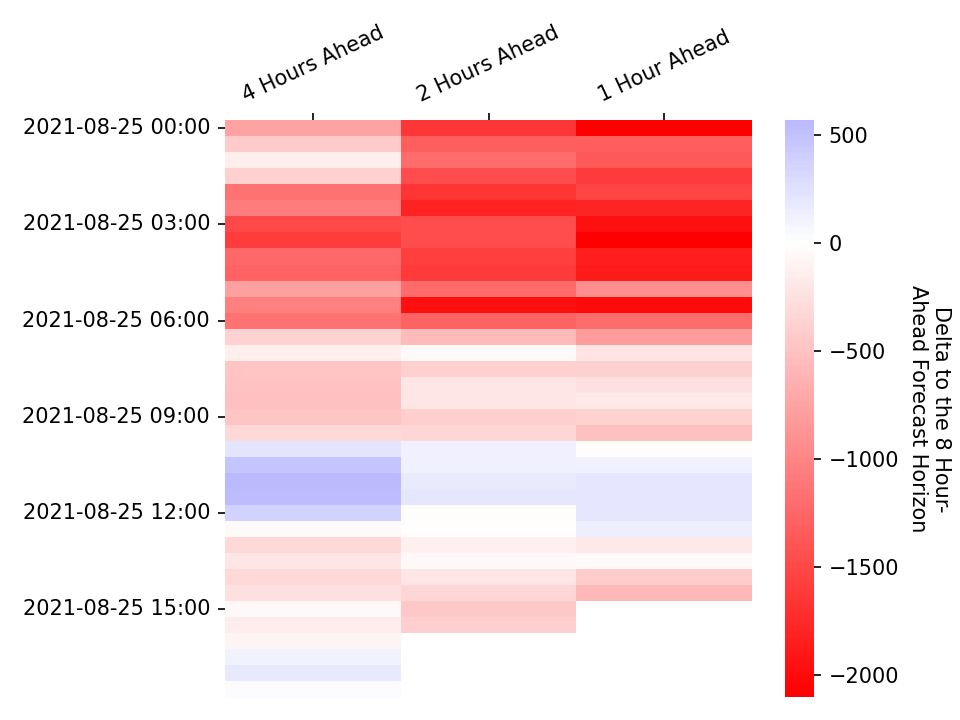 4 Hours Ahead
2 Hours Ahead
1 Hour Ahead
2021-08-25 00:00
2021-08-25 03:00
2021-08-25 06:00
2021-08-25 09:00
2021-08-25 12:00
2021-08-25 15:00
500
0
−500
−1000
−1500
−2000
Delta to the 8 Hour-
Ahead Forecast Horizon